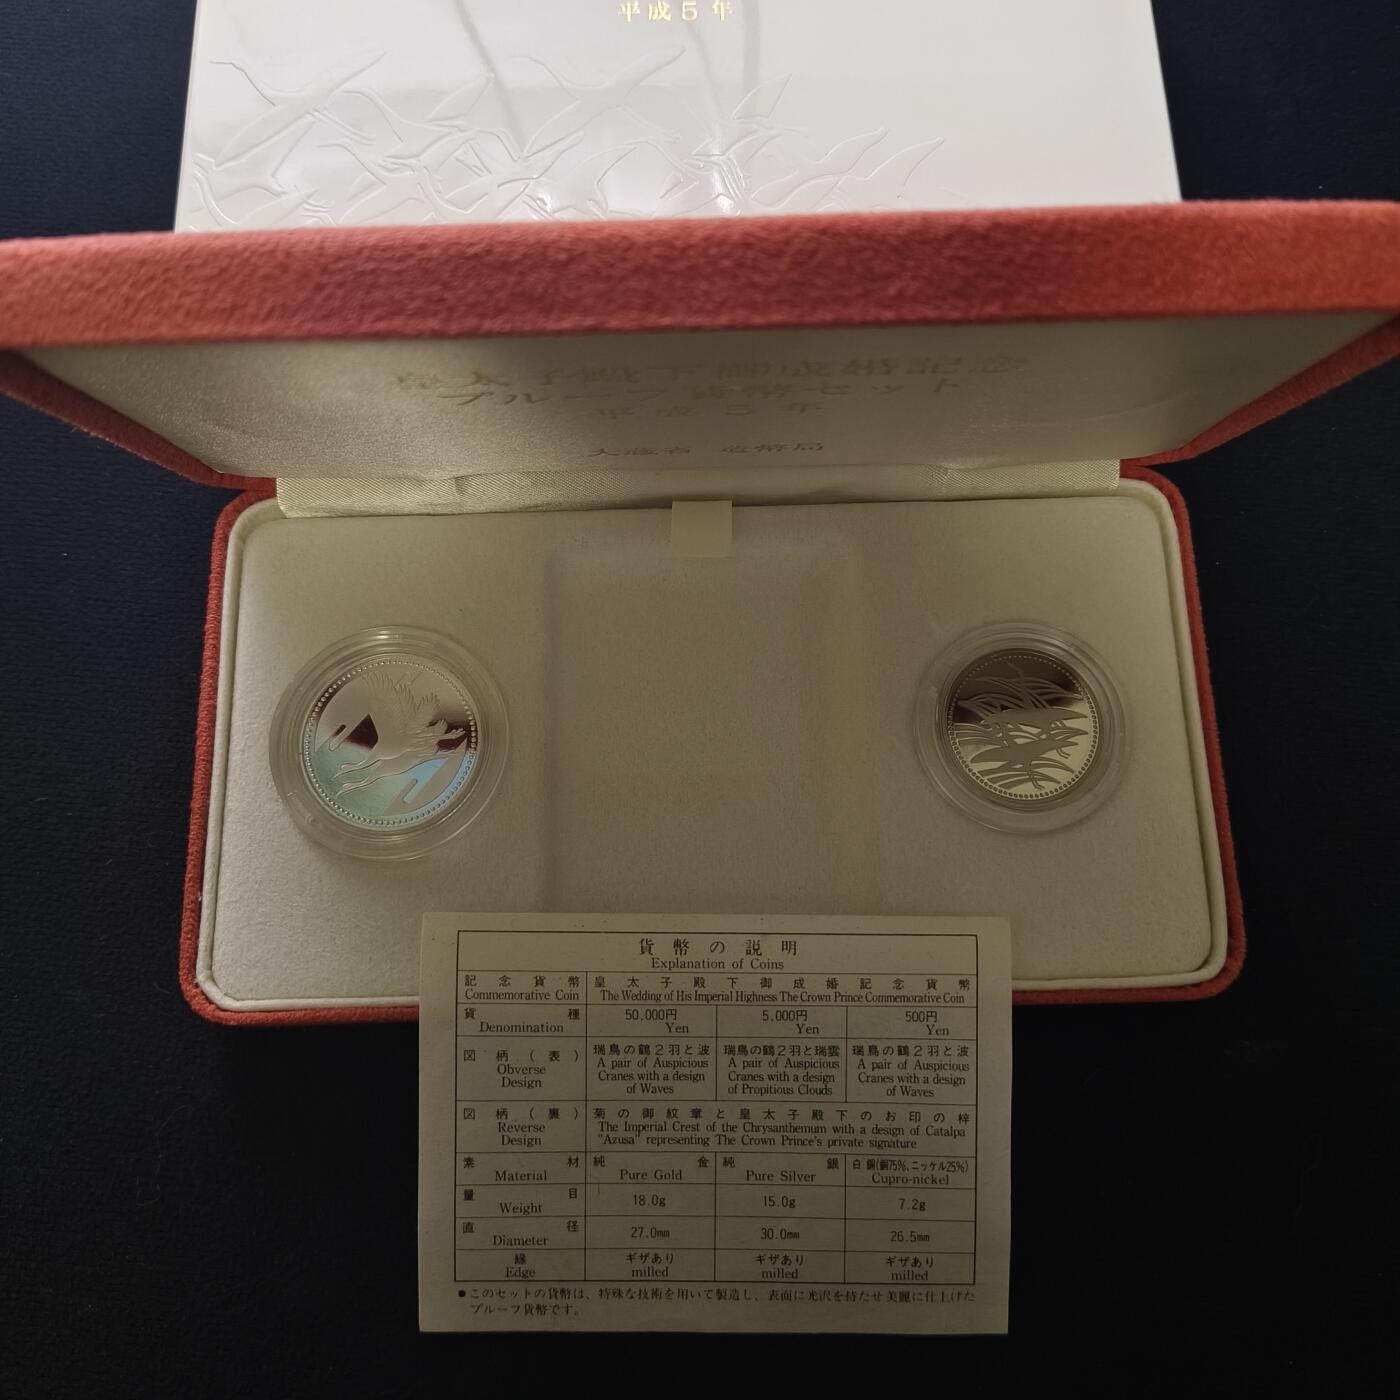 平成5年
皇太子殿下御成婚記念
プルーフ貨幣セット
平成5年
大蔵省 造幣局
貨幣の説明
Explanation of Coins
記念貨幣 皇太子殿下御成婚記念貨幣
Commemorative Coin The Wedding of His Imperial Highness The Crown Prince Commemorative Coin
貨種 50,000円 5,000円 500円
Denomination Yen Yen Yen
図柄(表) 瑞鳥の鶴2羽と波 瑞鳥の鶴2羽と瑞雲 瑞鳥の鶴2羽と波
Obverse A pair of Auspicious A pair of Auspicious A pair of Auspicious
Design Cranes with a design Cranes with a design Cranes with a design
of Waves of Propitious Clouds of Waves
図柄(裏) 菊の御紋章と皇太子殿下のお印の梓
Reverse The Imperial Crest of the Chrysanthemum with a design of Catalpa
Design "Azusa" representing The Crown Prince's private signature
素材 純金 純銀 白銅(銅75%、ニッケル25%)
Material Pure Gold Pure Silver Cupro-nickel
量目 18.0g 15.0g 7.2g
Weight
直径 27.0mm 30.0mm 26.5mm
Diameter
縁 ギザあり ギザあり ギザあり
Edge milled milled milled
●このセットの貨幣は、特殊な技術を用いて製造し、表面に光沢を持たせ美麗に仕上げた
プルーフ貨幣です。